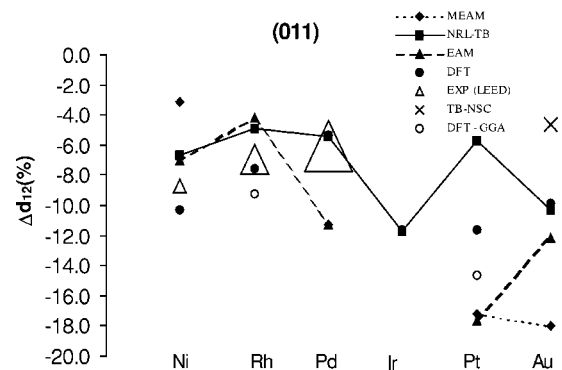 (011)
MEAM
NRL-TB
EAM
DFT
EXP (LEED)
TB-NSC
DFT - GGA
Δd12(%)
0.0
-2.0
-4.0
-6.0
-8.0
-10.0
-12.0
-14.0
-16.0
-18.0
-20.0
Ni Rh Pd Ir Pt Au